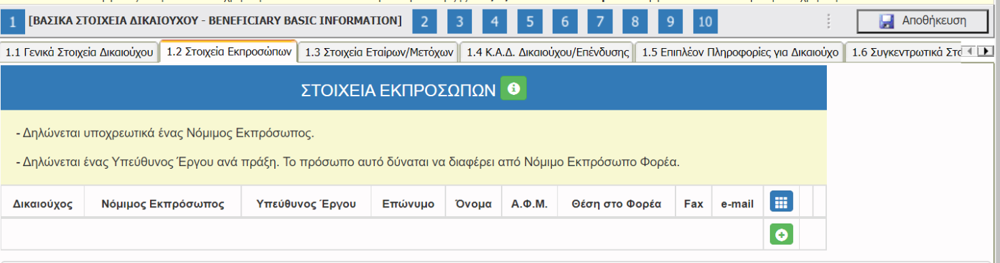 1 [ΒΑΣΙΚΑ ΣΤΟΙΧΕΙΑ ΔΙΚΑΙΟΥΧΟΥ - BENEFICIARY BASIC INFORMATION] 2 3 4 5 6 7 8 9 10 Αποθήκευση
1.1 Γενικά Στοιχεία Δικαιούχου 1.2 Στοιχεία Εκπροσώπων 1.3 Στοιχεία Εταίρων/Μετόχων 1.4 Κ.Α.Δ. Δικαιούχου/Επένδυσης 1.5 Επιπλέον Πληροφορίες για Δικαιούχο 1.6 Συγκεντρωτικά
ΣΤΟΙΧΕΙΑ ΕΚΠΡΟΣΩΠΩΝ
- Δηλώνεται υποχρεωτικά ένας Νόμιμος Εκπρόσωπος.
- Δηλώνεται ένας Υπεύθυνος Έργου ανά πράξη. Το πρόσωπο αυτό δύναται να διαφέρει από Νόμιμο Εκπρόσωπο Φορέα.
Δικαιούχος Νόμιμος Εκπρόσωπος Υπεύθυνος Έργου Επώνυμο Όνομα Α.Φ.Μ. Θέση στο Φορέα Fax e-mail